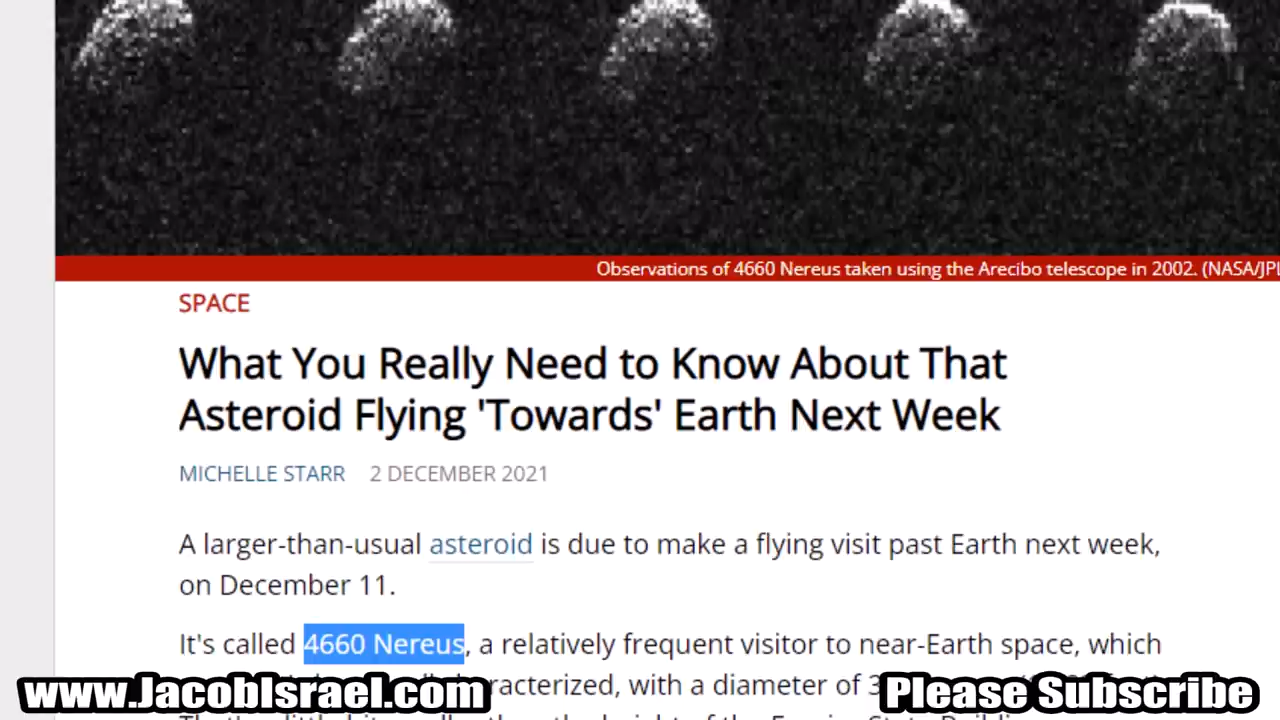 Observations of 4660 Nereus taken using the Arecibo telescope in 2002. (NASA/JPL
SPACE
What You Really Need to Know About That
Asteroid Flying 'Towards' Earth Next Week
MICHELLE STARR 2 DECEMBER 2021
A larger-than-usual asteroid is due to make a flying visit past Earth next week,
on December 11.
It's called 4660 Nereus, a relatively frequent visitor to near-Earth space, which
with a diameter of
www.JacobIsrael.com
Please Subscribe